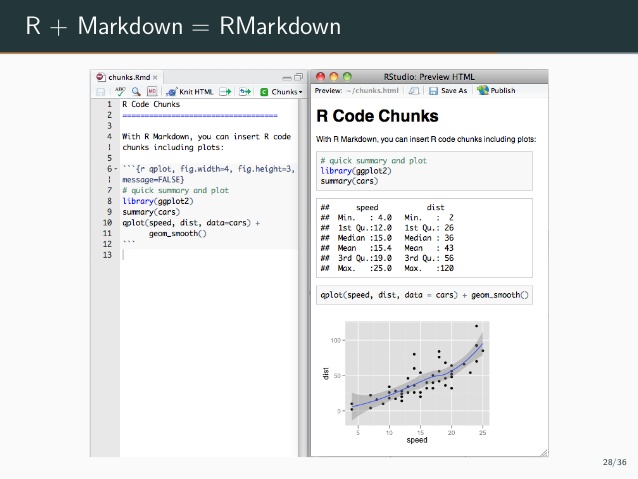 R + Markdown = RMarkdown
chunks.Rmd
ABC
MD
Knit HTML
C Chunks
1 R Code Chunks
2 ===================================
3
4 With R Markdown, you can insert R code
chunks including plots:
5
6 ```{r qplot, fig.width=4, fig.height=3,
message=FALSE}
7 # quick summary and plot
8 library(ggplot2)
9 summary(cars)
10 qplot(speed, dist, data=cars) +
11 geom_smooth()
12 ```
13
RStudio: Preview HTML
Preview: ~/chunks.html Save As Publish
R Code Chunks
With R Markdown, you can insert R code chunks including plots:
# quick summary and plot
library(ggplot2)
summary(cars)
## speed dist
## Min. : 4.0 Min. : 2
## 1st Qu.:12.0 1st Qu.: 26
## Median :15.0 Median : 36
## Mean :15.4 Mean : 43
## 3rd Qu.:19.0 3rd Qu.: 56
## Max. :25.0 Max. :120
qplot(speed, dist, data = cars) + geom_smooth()
100
50
0
dist
5 10 15 20 25
speed
28/36